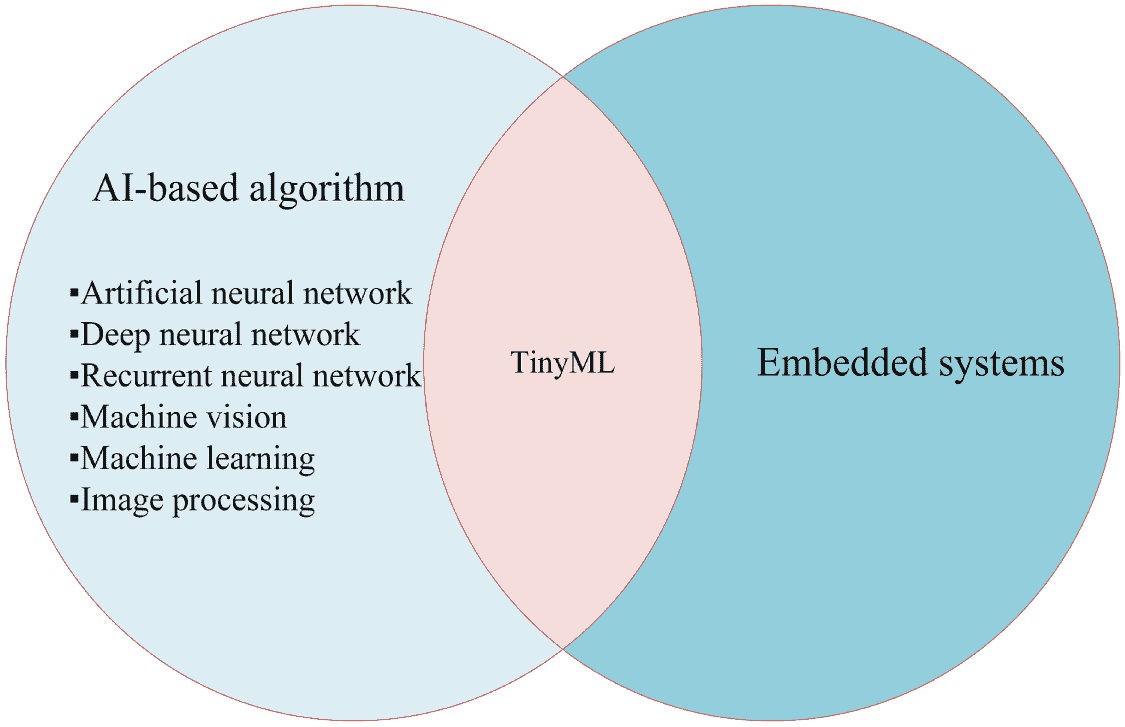 AI-based algorithm
▪Artificial neural network
▪Deep neural network
▪Recurrent neural network
▪Machine vision
▪Machine learning
▪Image processing
TinyML
Embedded systems